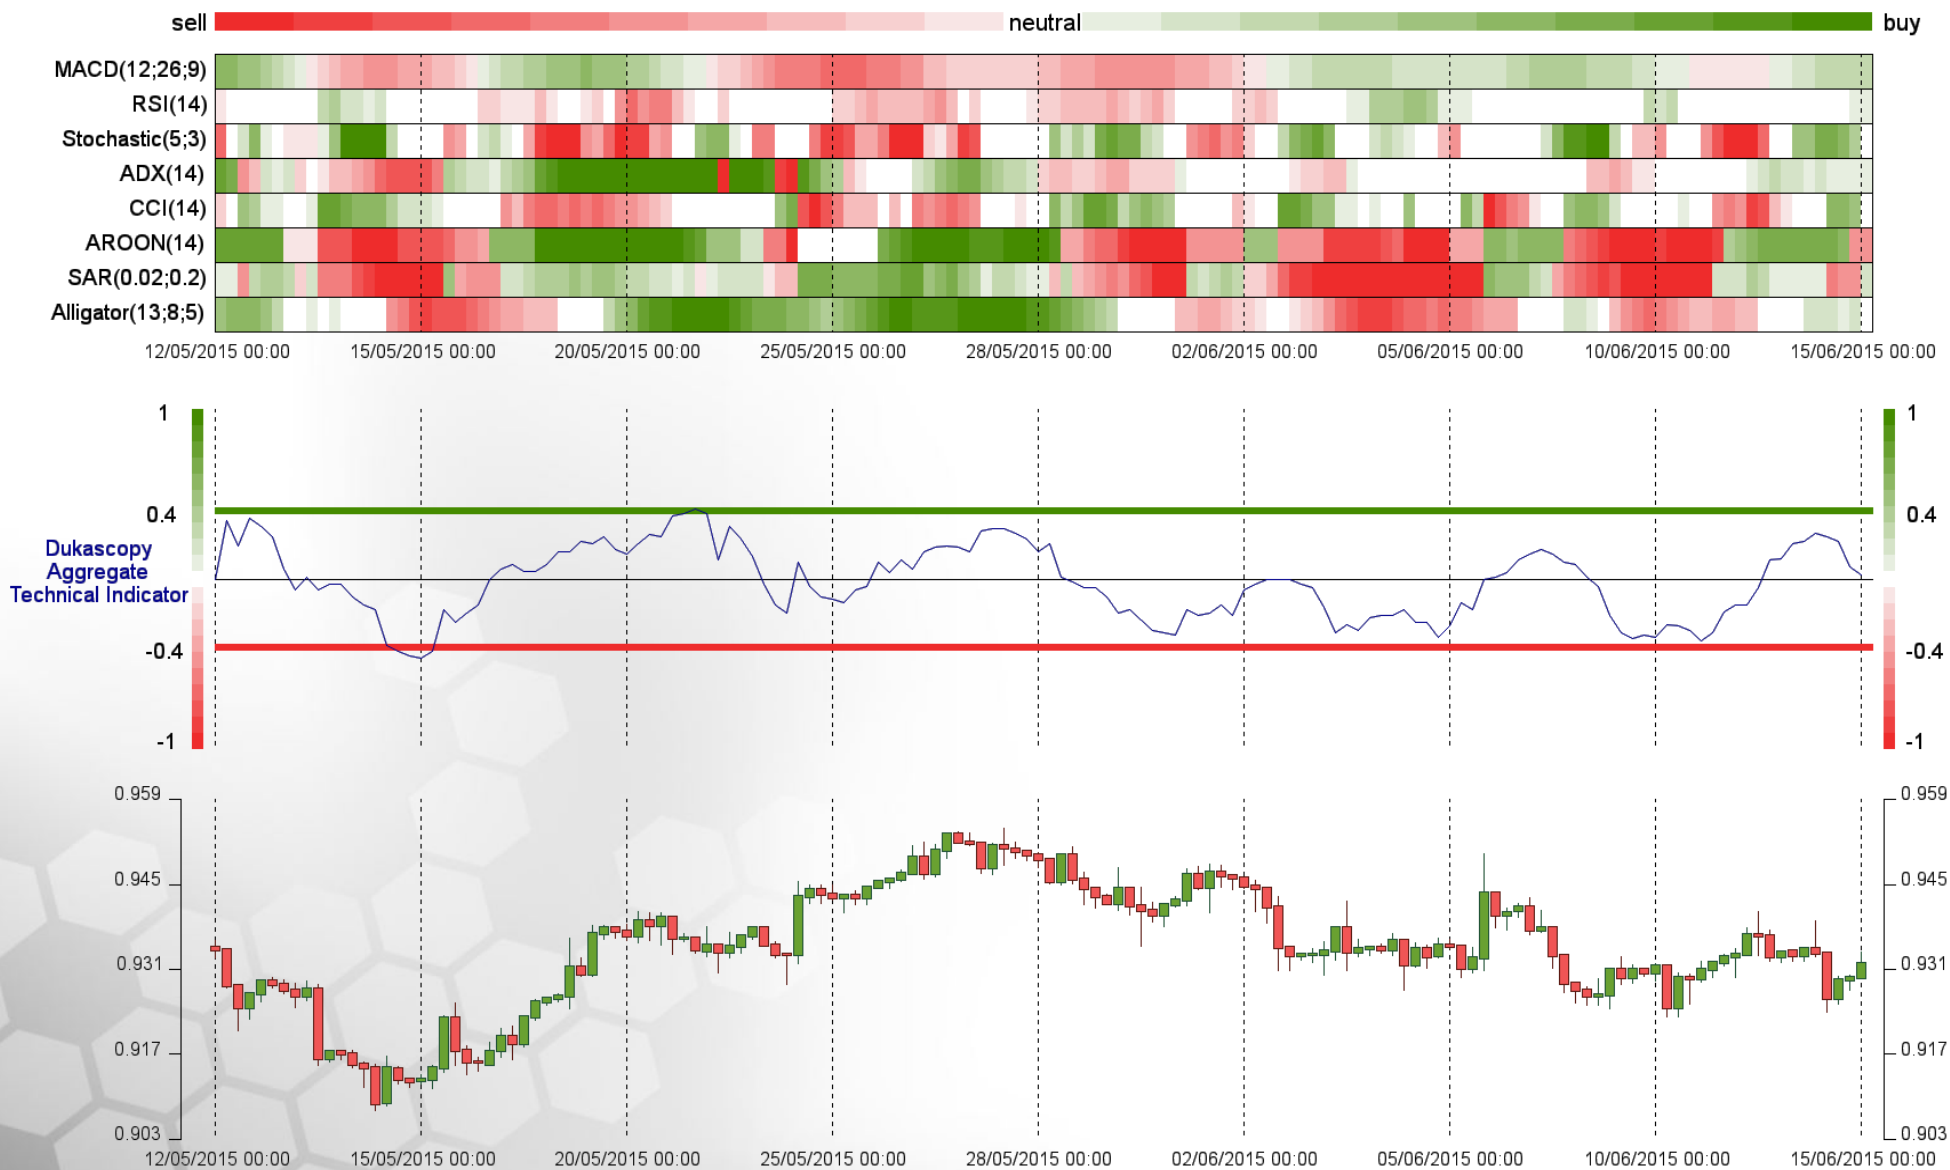 sell neutral buy
MACD(12;26;9)
RSI(14)
Stochastic(5;3)
ADX(14)
CCI(14)
AROON(14)
SAR(0.02;0.2)
Alligator(13;8;5)
12/05/2015 00:00 15/05/2015 00:00 20/05/2015 00:00 25/05/2015 00:00 28/05/2015 00:00 02/06/2015 00:00 05/06/2015 00:00 10/06/2015 00:00 15/06/2015 00:00
1 1
0.4 0.4
Dukascopy
Aggregate
Technical Indicator
-0.4 -0.4
-1 -1
0.959 0.959
0.945 0.945
0.931 0.931
0.917 0.917
0.903 0.903
12/05/2015 00:00 15/05/2015 00:00 20/05/2015 00:00 25/05/2015 00:00 28/05/2015 00:00 02/06/2015 00:00 05/06/2015 00:00 10/06/2015 00:00 15/06/2015 00:00